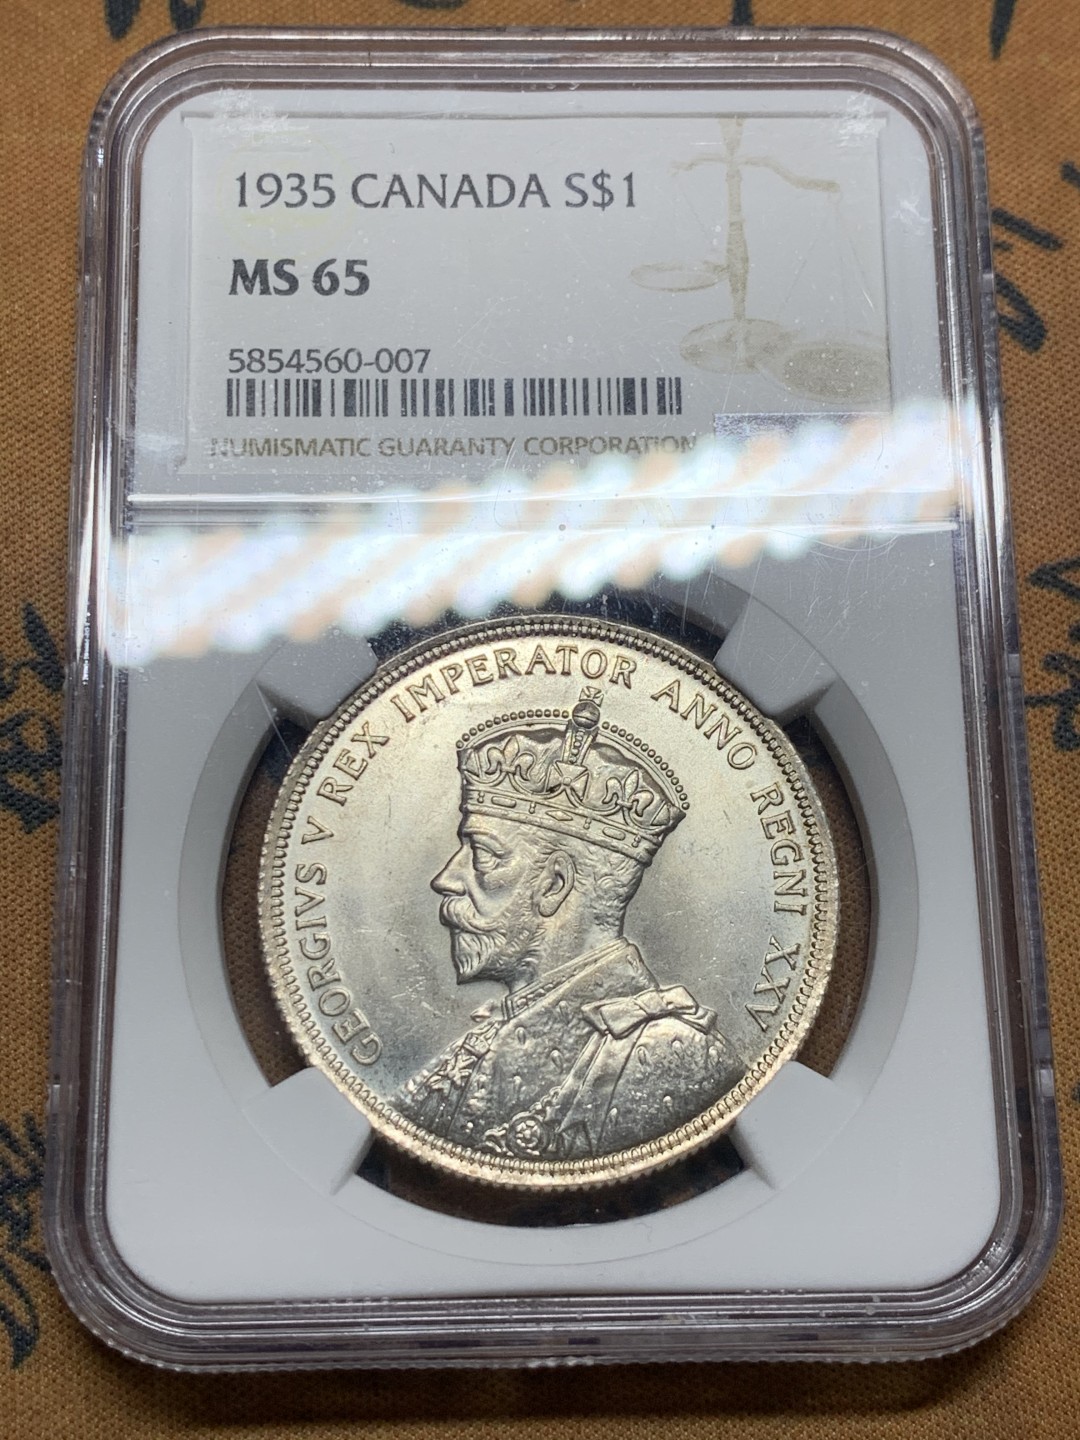 1935 CANADA S$1
MS 65
5854560-007
NUMISMATIC GUARANTY CORPORATION
GEORGIVS V REX IMPERATOR ANNO REGNI XXV